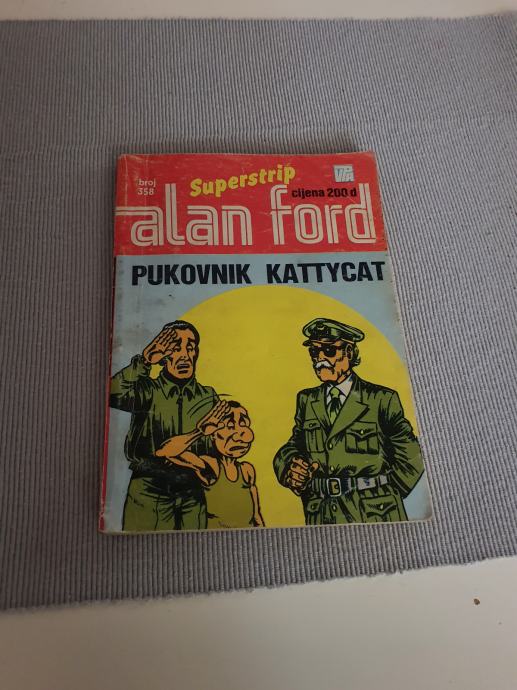 broj
358
Superstrip
cijena 200 d
alan ford
PUKOVNIK KATTYCAT